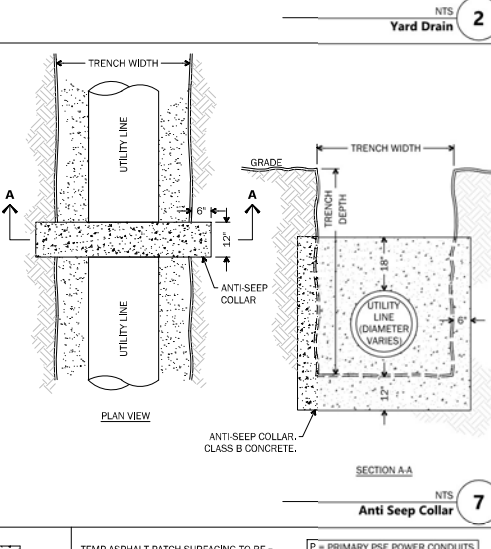 NTS
Yard Drain
2
TRENCH WIDTH
UTILITY LINE
A
A
6"
12"
ANTI-SEEP
COLLAR
UTILITY LINE
PLAN VIEW
GRADE
TRENCH WIDTH
TRENCH
DEPTH
18"
UTILITY
LINE
(DIAMETER
VARIES)
6"
12"
ANTI-SEEP COLLAR.
CLASS B CONCRETE.
SECTION A-A
NTS
Anti Seep Collar
7
TEMP ASPHALT PATCH SURFACING TO BE
P = PRIMARY PSE POWER CONDUITS